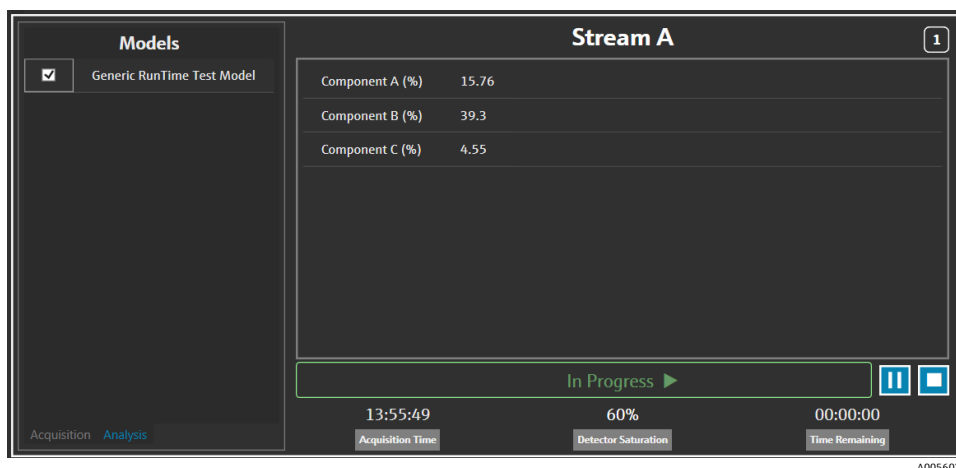 Models
Generic RunTime Test Model
Acquisition Analysis
Stream A
1
Component A (%) 15.76
Component B (%) 39.3
Component C (%) 4.55
In Progress
13:55:49 60% 00:00:00
Acquisition Time Detector Saturation Time Remaining